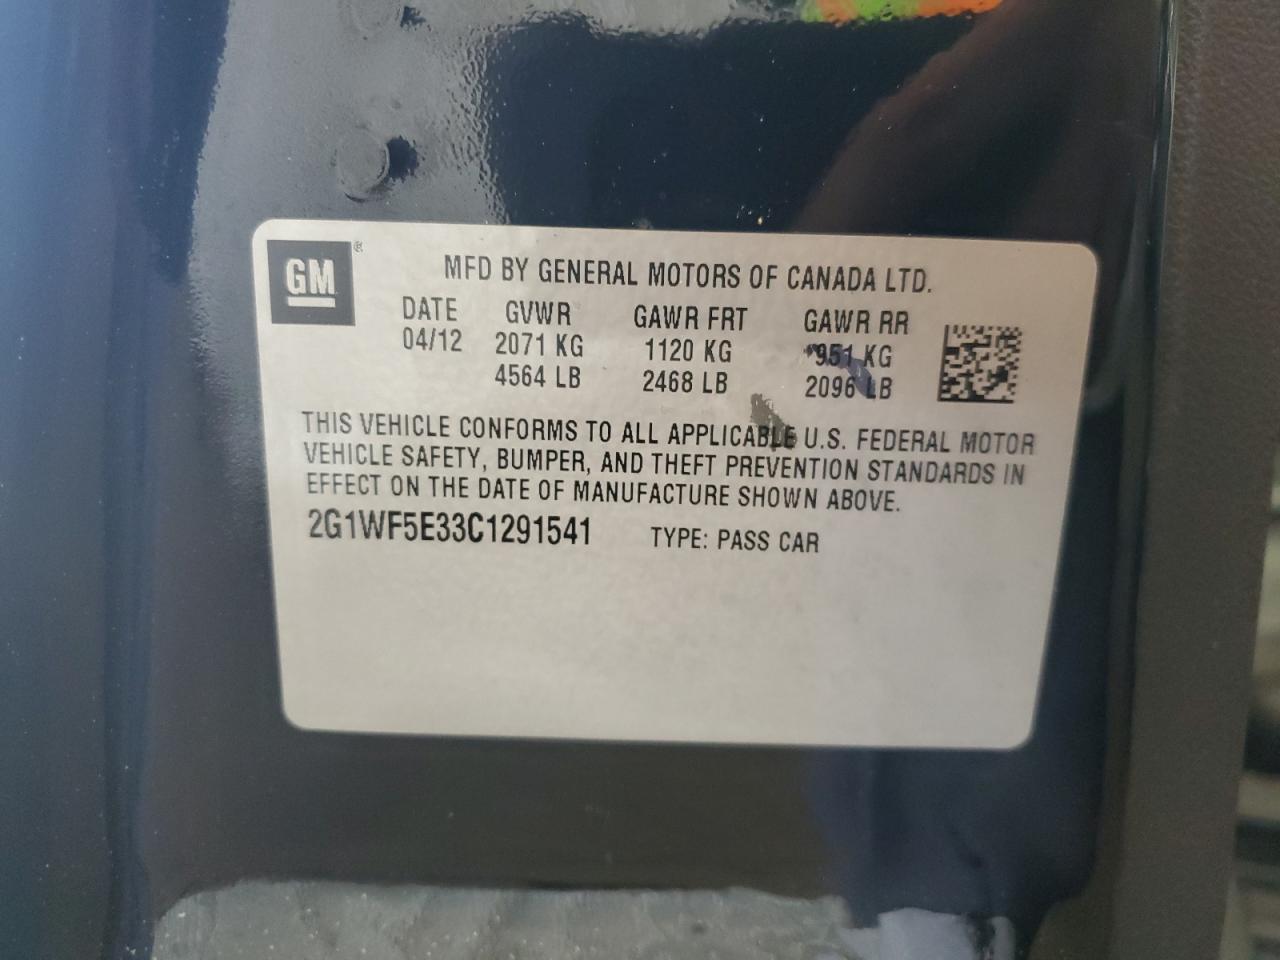 GM®
MFD BY GENERAL MOTORS OF CANADA LTD.
DATE GVWR GAWR FRT GAWR RR
04/12 2071 KG 1120 KG 951 KG
4564 LB 2468 LB 2096 LB
THIS VEHICLE CONFORMS TO ALL APPLICABLE U.S. FEDERAL MOTOR
VEHICLE SAFETY, BUMPER, AND THEFT PREVENTION STANDARDS IN
EFFECT ON THE DATE OF MANUFACTURE SHOWN ABOVE.
2G1WF5E33C1291541 TYPE: PASS CAR